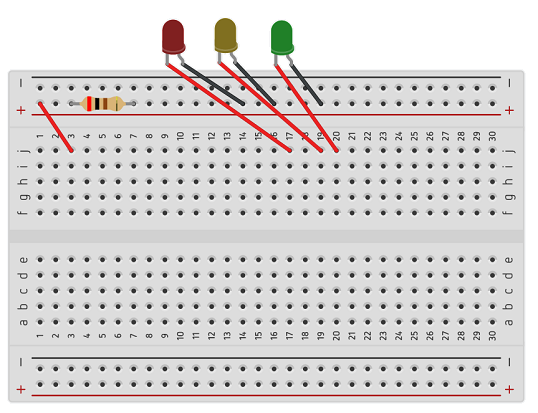 − −
+ +
1 2 3 4 5 6 7 8 9 10 11 12 13 14 15 16 17 18 19 20 21 22 23 24 25 26 27 28 29 30
j j
i i
h h
g g
f f
e e
d d
c c
b b
a a
1 2 3 4 5 6 7 8 9 10 11 12 13 14 15 16 17 18 19 20 21 22 23 24 25 26 27 28 29 30
− −
+ +